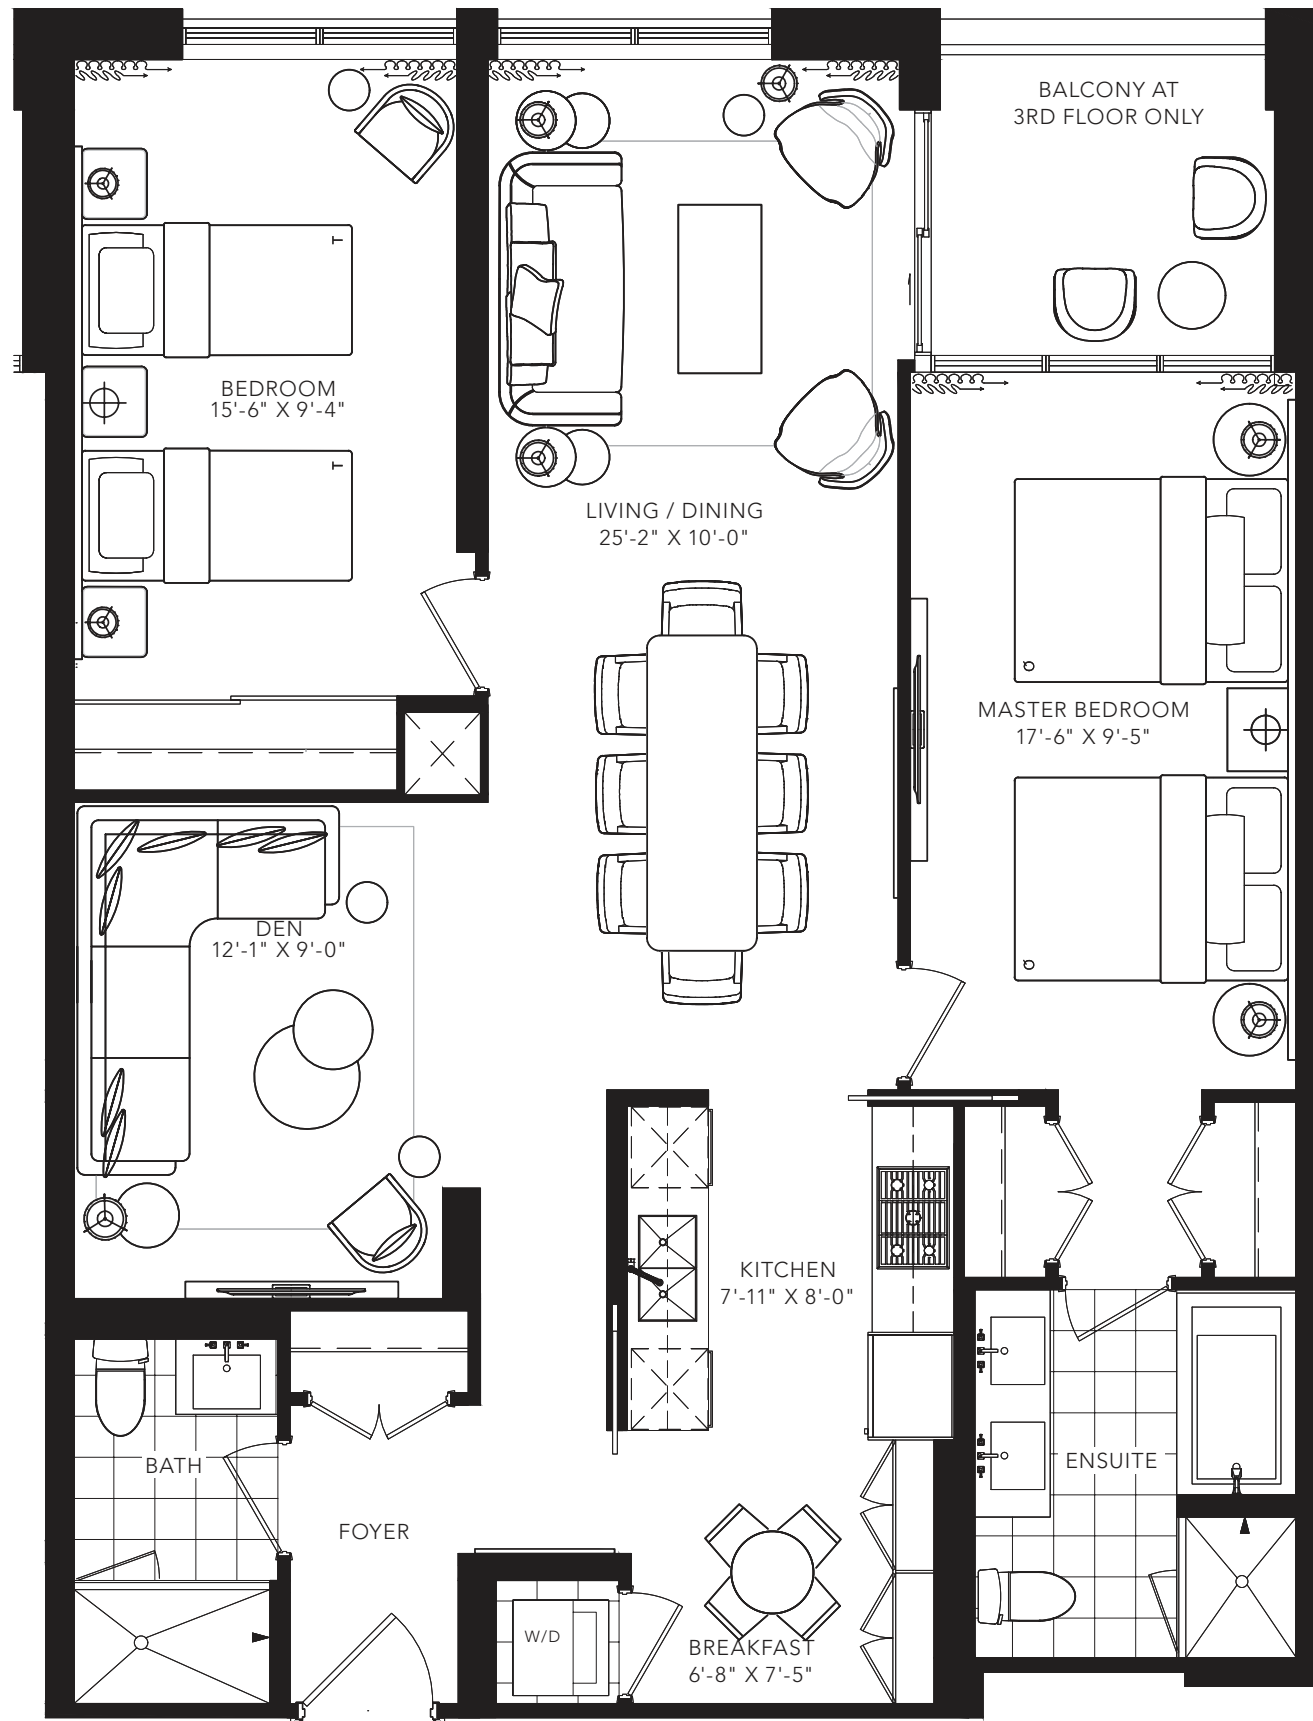 BALCONY AT
3RD FLOOR ONLY
BEDROOM
15'-6" X 9'-4"
LIVING / DINING
25'-2" X 10'-0"
MASTER BEDROOM
17'-6" X 9'-5"
DEN
12'-1" X 9'-0"
KITCHEN
7'-11" X 8'-0"
BATH
ENSUITE
FOYER
W/D
BREAKFAST
6'-8" X 7'-5"